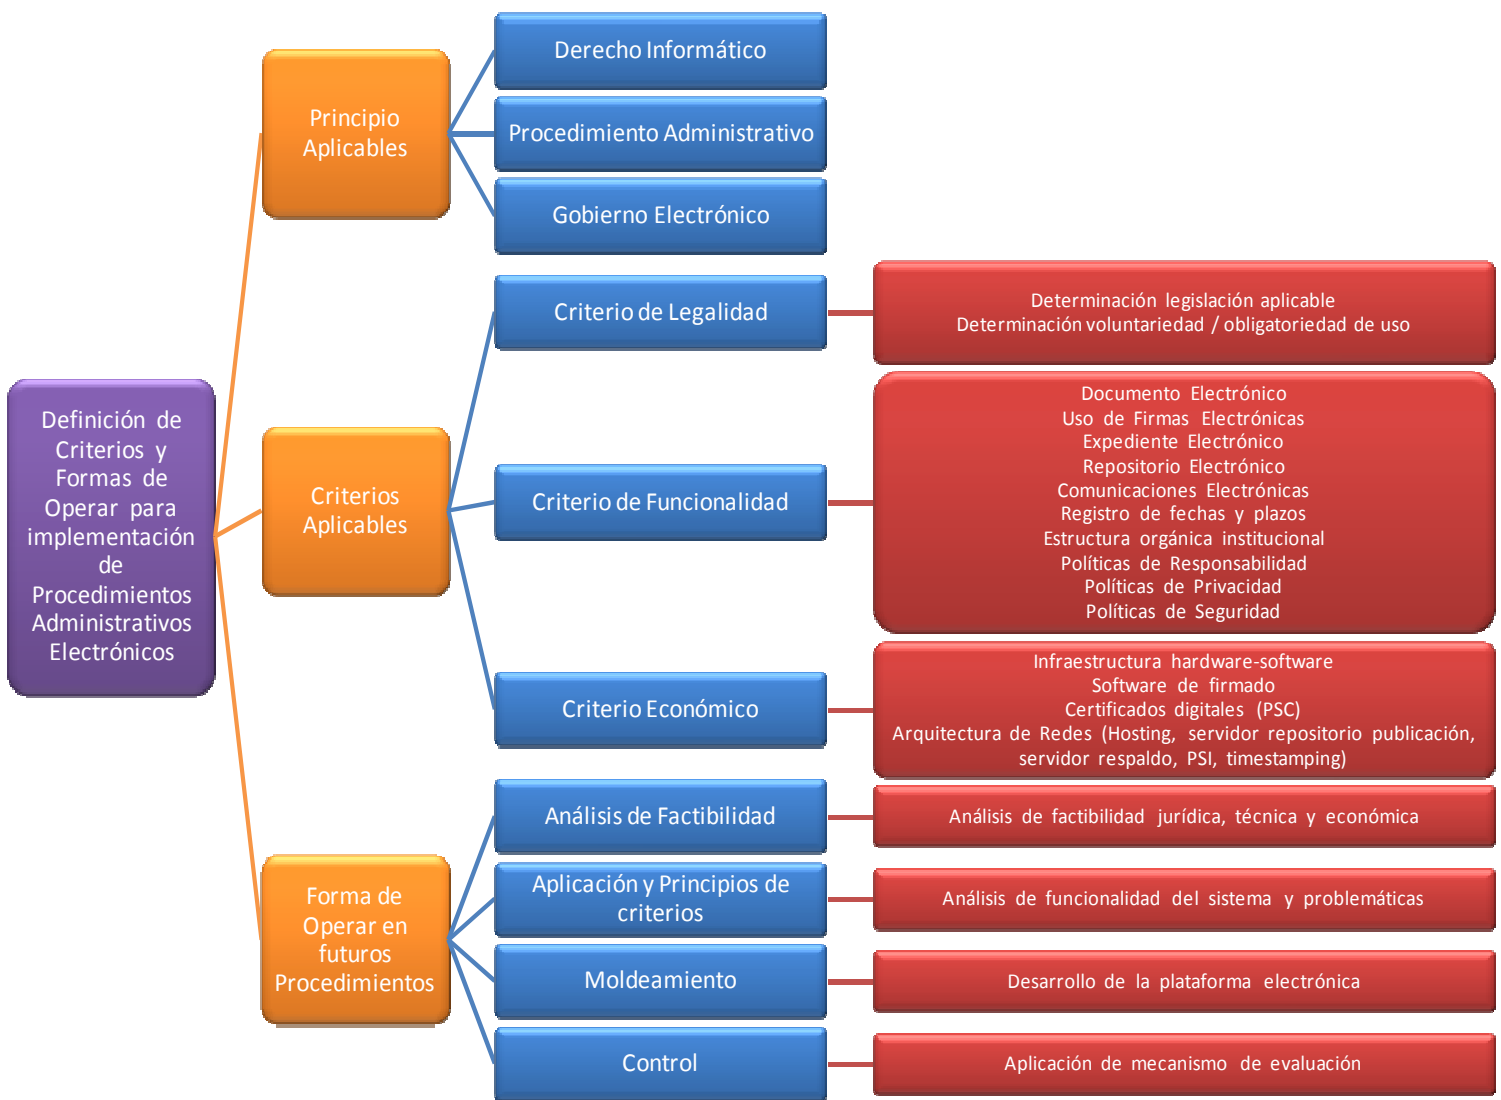 Definición de
Criterios y
Formas de
Operar para
implementación
de
Procedimientos
Administrativos
Electrónicos
Principio
Aplicables
Derecho Informático
Procedimiento Administrativo
Gobierno Electrónico
Criterios
Aplicables
Criterio de Legalidad
Determinación legislación aplicable
Determinación voluntariedad / obligatoriedad de uso
Criterio de Funcionalidad
Documento Electrónico
Uso de Firmas Electrónicas
Expediente Electrónico
Repositorio Electrónico
Comunicaciones Electrónicas
Registro de fechas y plazos
Estructura orgánica institucional
Políticas de Responsabilidad
Políticas de Privacidad
Políticas de Seguridad
Criterio Económico
Infraestructura hardware-software
Software de firmado
Certificados digitales (PSC)
Arquitectura de Redes (Hosting, servidor repositorio publicación,
servidor respaldo, PSI, timestamping)
Forma de
Operar en
futuros
Procedimientos
Análisis de Factibilidad
Análisis de factibilidad jurídica, técnica y económica
Aplicación y Principios de
criterios
Análisis de funcionalidad del sistema y problemáticas
Moldeamiento
Desarrollo de la plataforma electrónica
Control
Aplicación de mecanismo de evaluación